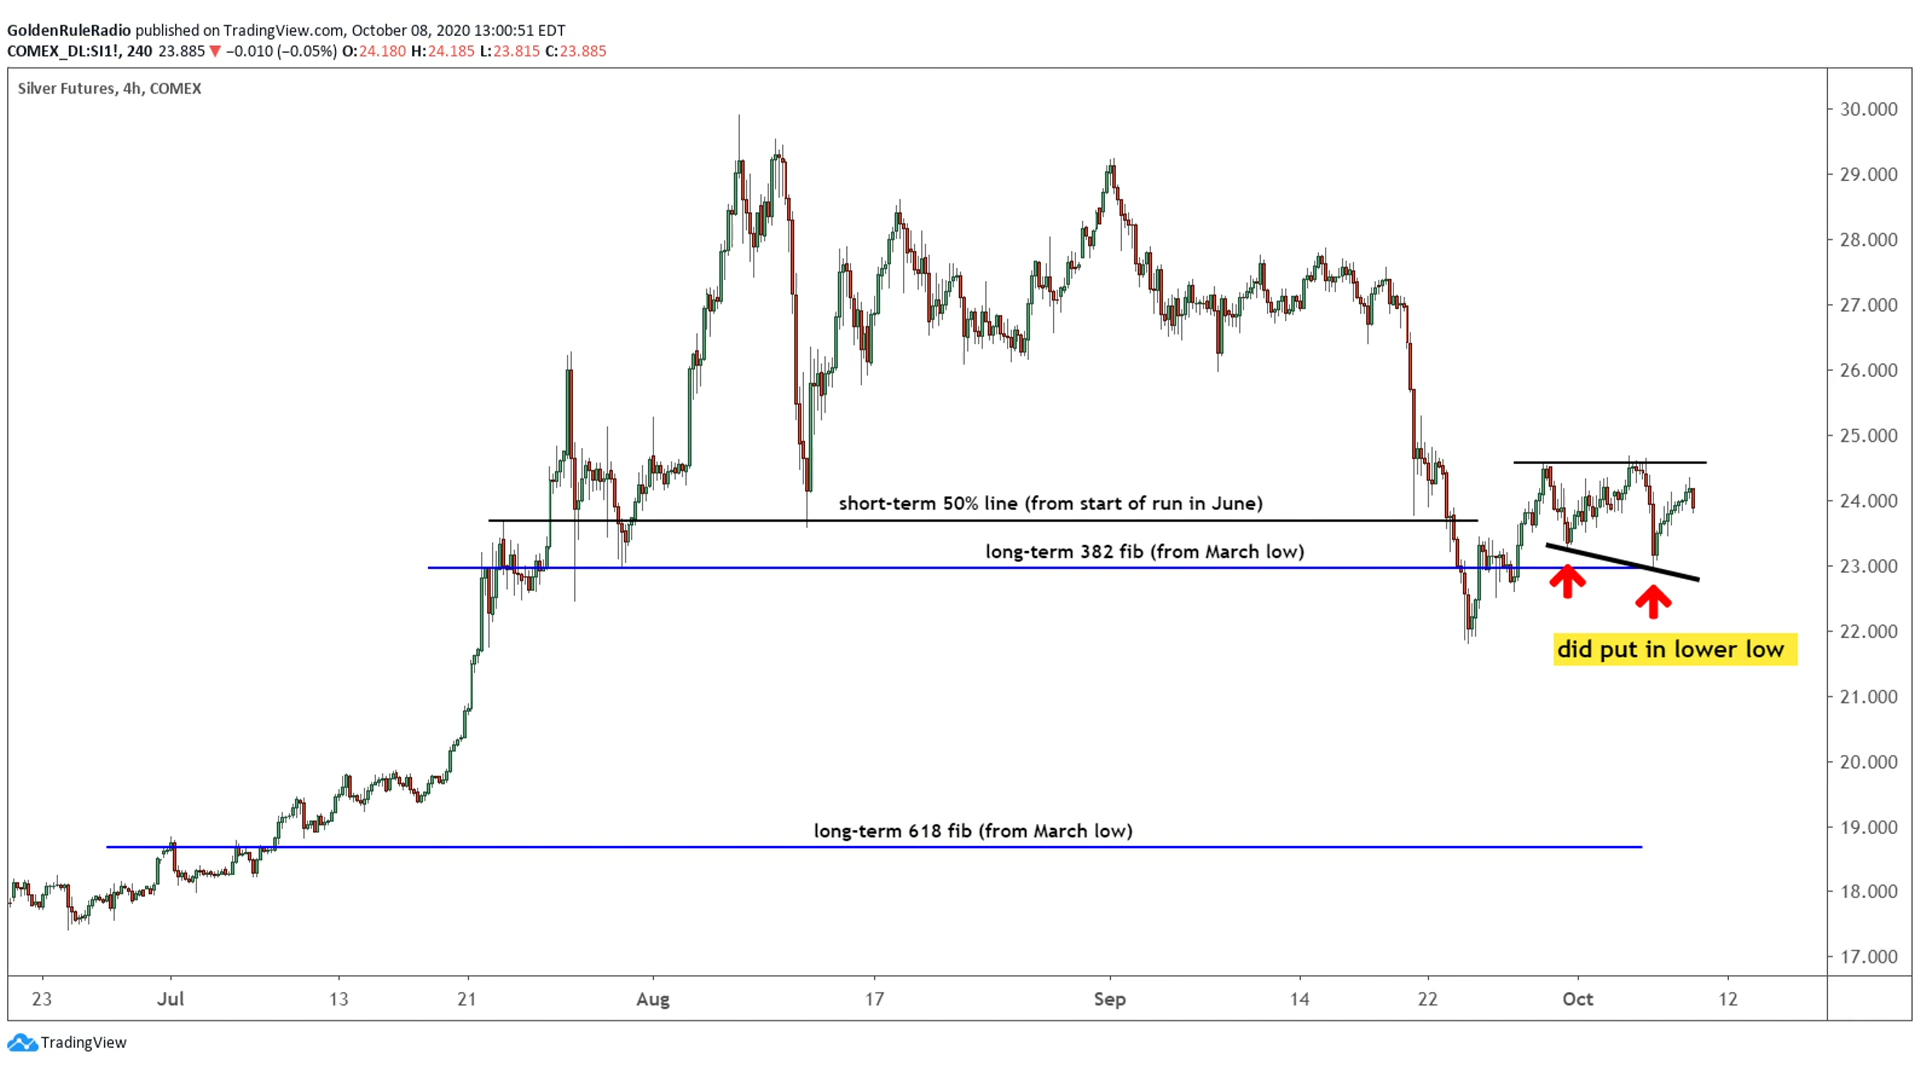 GoldenRuleRadio published on TradingView.com, October 08, 2020 13:00:51 EDT
COMEX_DL:SI1!, 240 23.885 ▼ −0.010 (−0.05%) O:24.180 H:24.185 L:23.815 C:23.885
Silver Futures, 4h, COMEX
30.000
29.000
28.000
27.000
26.000
25.000
24.000
23.000
22.000
21.000
20.000
19.000
18.000
17.000
short-term 50% line (from start of run in June)
long-term 382 fib (from March low)
did put in lower low
long-term 618 fib (from March low)
23 Jul 13 21 Aug 17 Sep 14 22 Oct 12
TradingView